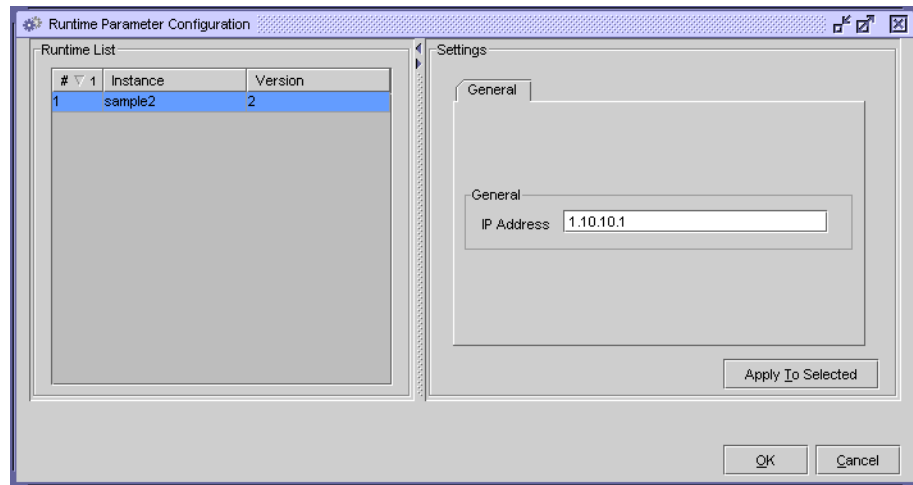 Runtime Parameter Configuration
Runtime List
# 1 Instance Version
1 sample2 2
Settings
General
General
IP Address 1.10.10.1
Apply To Selected
OK Cancel